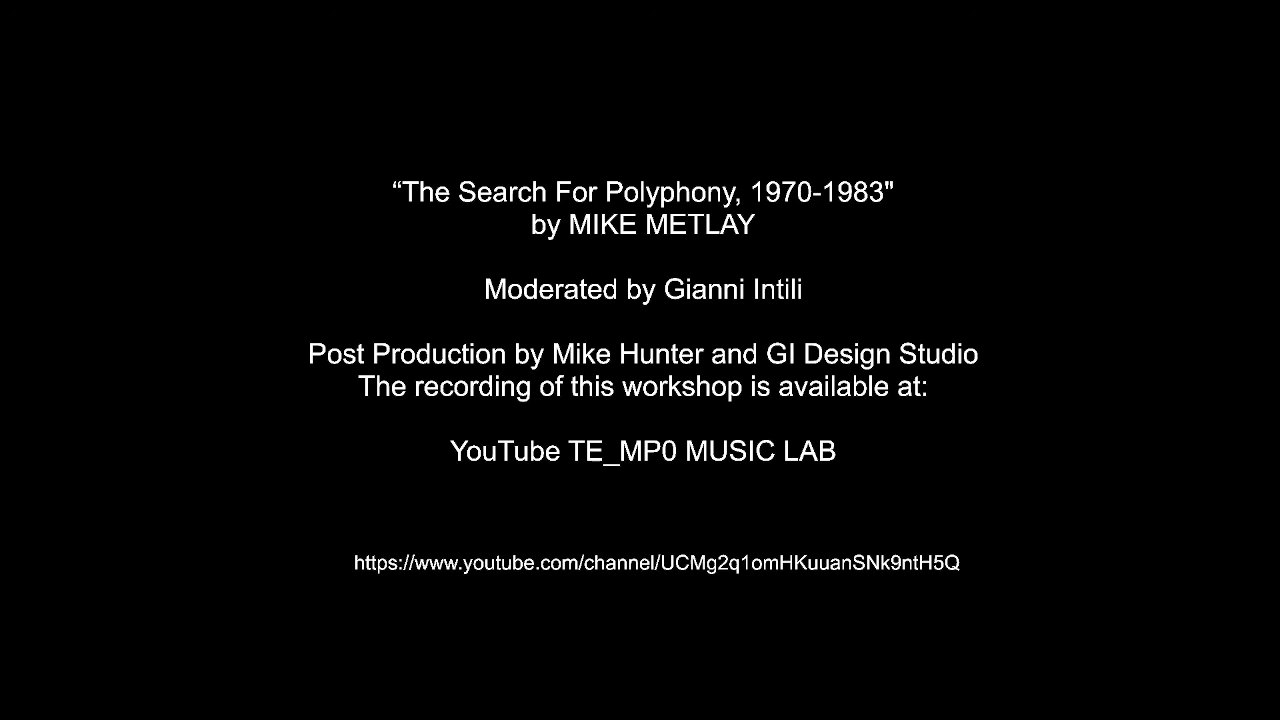 “The Search For Polyphony, 1970-1983"
by MIKE METLAY
Moderated by Gianni Intili
Post Production by Mike Hunter and GI Design Studio
The recording of this workshop is available at:
YouTube TE_MP0 MUSIC LAB
https://www.youtube.com/channel/UCMg2q1omHKuuanSNk9ntH5Q